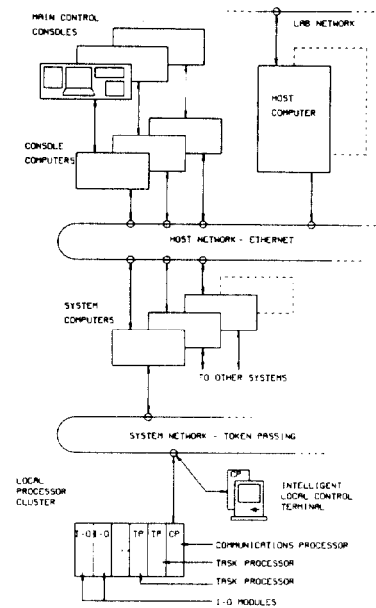 MAIN CONTROL
CONSOLES
LAB NETWORK
HOST
COMPUTER
CONSOLE
COMPUTERS
HOST NETWORK - ETHERNET
SYSTEM
COMPUTERS
TO OTHER SYSTEMS
SYSTEM NETWORK - TOKEN PASSING
LOCAL
PROCESSOR
CLUSTER
CP
INTELLIGENT
LOCAL CONTROL
TERMINAL
I-O I-O TP TP CP
COMMUNICATIONS PROCESSOR
TASK PROCESSOR
TASK PROCESSOR
I-O MODULES